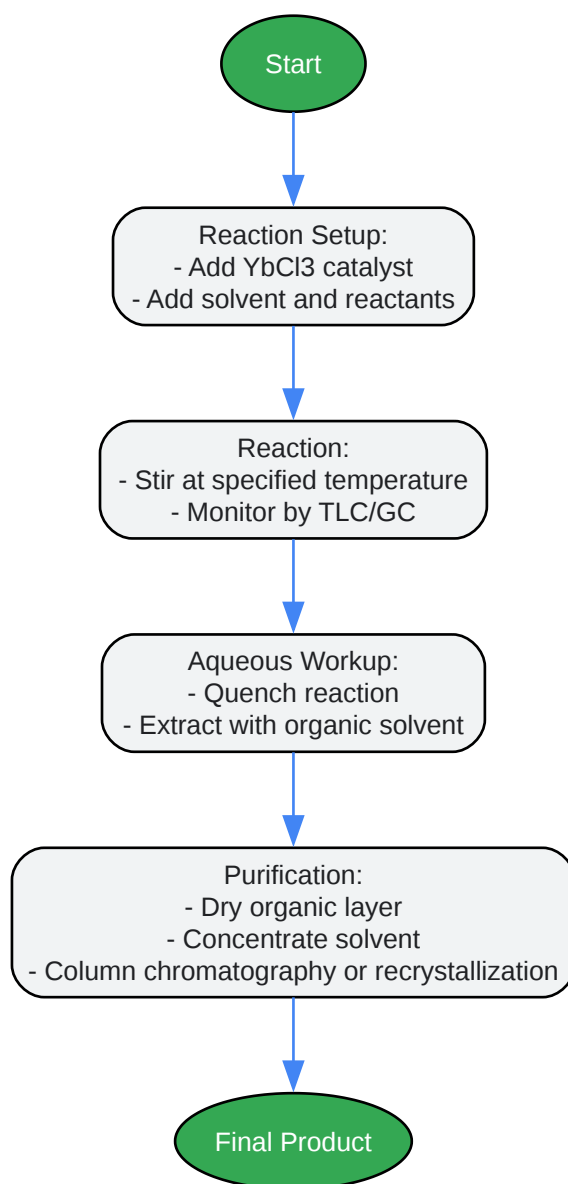 Start
Reaction Setup:
- Add YbCl3 catalyst
- Add solvent and reactants
Reaction:
- Stir at specified temperature
- Monitor by TLC/GC
Aqueous Workup:
- Quench reaction
- Extract with organic solvent
Purification:
- Dry organic layer
- Concentrate solvent
- Column chromatography or recrystallization
Final Product